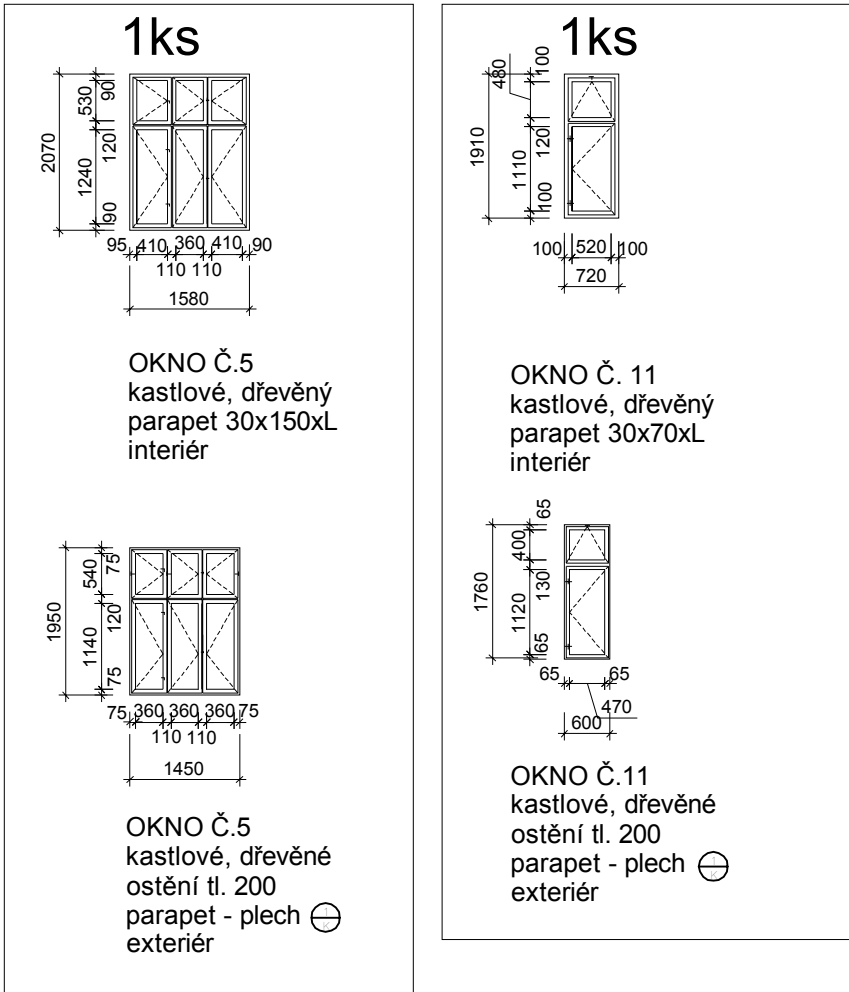 1ks
2070
530
90
120
1240
90
95 410 360 410 90
110 110
1580
OKNO Č.5
kastlové, dřevěný
parapet 30x150xL
interiér
1950
540
75
120
1140
75
75 360 360 360 75
110 110
1450
OKNO Č.5
kastlové, dřevěné
ostění tl. 200
parapet - plech
exteriér
1ks
1910
480
100
120
1110
100
100 520 100
720
OKNO Č. 11
kastlové, dřevěný
parapet 30x70xL
interiér
1760
65
400
130
1120
65
65 65
470
600
OKNO Č.11
kastlové, dřevěné
ostění tl. 200
parapet - plech
exteriér